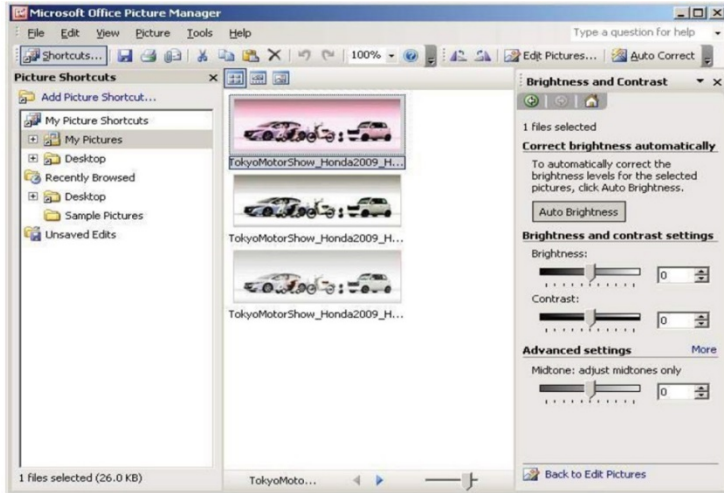 Microsoft Office Picture Manager
File Edit View Picture Tools Help Type a question for help
Shortcuts... 100% Edit Pictures... Auto Correct
Picture Shortcuts
Add Picture Shortcut...
My Picture Shortcuts
My Pictures
Desktop
Recently Browsed
Desktop
Sample Pictures
Unsaved Edits
1 files selected (26.0 KB)
TokyoMotorShow_Honda2009_H...
TokyoMotorShow_Honda2009_H...
TokyoMotorShow_Honda2009_H...
TokyoMoto...
Brightness and Contrast
1 files selected
Correct brightness automatically
To automatically correct the
brightness levels for the selected
pictures, click Auto Brightness.
Auto Brightness
Brightness and contrast settings
Brightness:
0
Contrast:
0
Advanced settings More
Midtone: adjust midtones only
0
Back to Edit Pictures